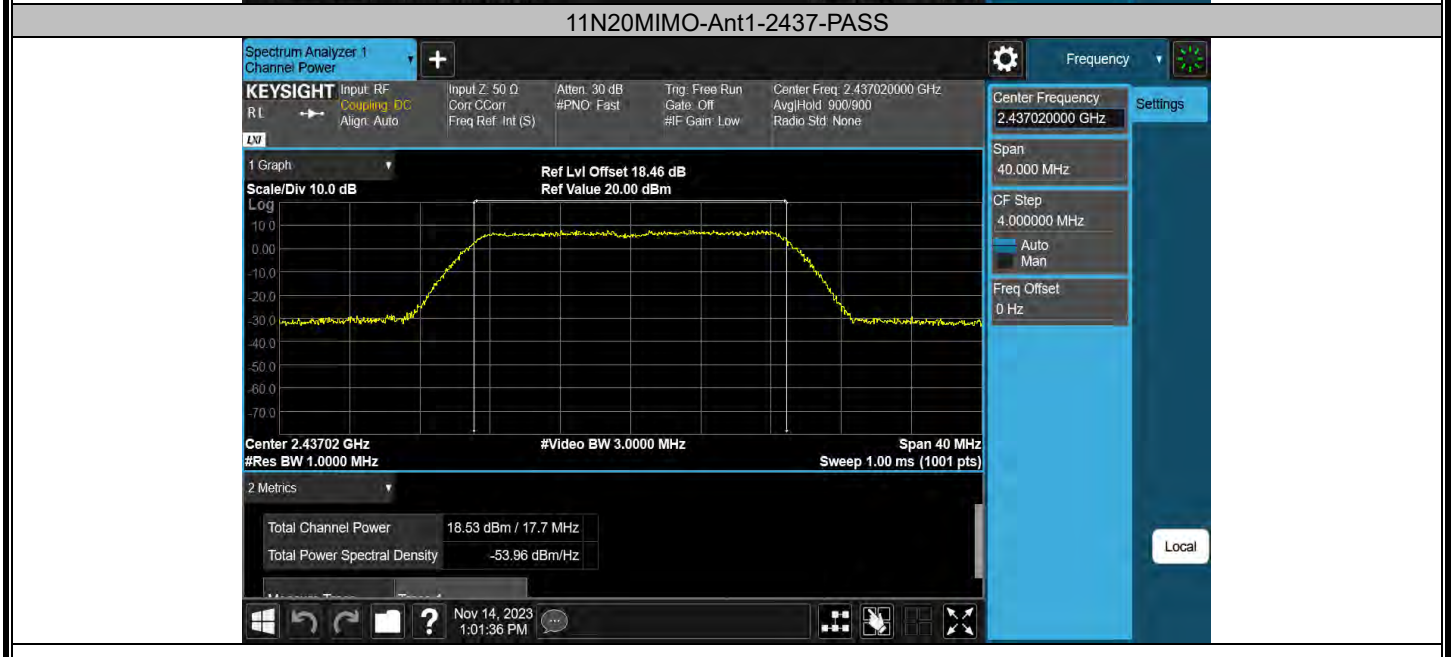 11N20MIMO-Ant1-2437-PASS
Spectrum Analyzer 1
Channel Power
+
Frequency
KEYSIGHT
R L
LXI
Input: RF
Coupling: DC
Align: Auto
Input Z: 50 Ω
Corr CCorr
Freq Ref: Int (S)
Atten: 30 dB
#PNO: Fast
Trig: Free Run
Gate: Off
#IF Gain: Low
Center Freq: 2.437020000 GHz
Avg|Hold: 900/900
Radio Std: None
Center Frequency
2.437020000 GHz
Settings
Span
40.000 MHz
CF Step
4.000000 MHz
Auto
Man
Freq Offset
0 Hz
Local
1 Graph
Scale/Div 10.0 dB
Ref Lvl Offset 18.46 dB
Ref Value 20.00 dBm
Log
10.0
0.00
-10.0
-20.0
-30.0
-40.0
-50.0
-60.0
-70.0
Center 2.43702 GHz
#Video BW 3.0000 MHz
Span 40 MHz
#Res BW 1.0000 MHz
Sweep 1.00 ms (1001 pts)
2 Metrics
Total Channel Power 18.53 dBm / 17.7 MHz
Total Power Spectral Density -53.96 dBm/Hz
?
Nov 14, 2023
1:01:36 PM